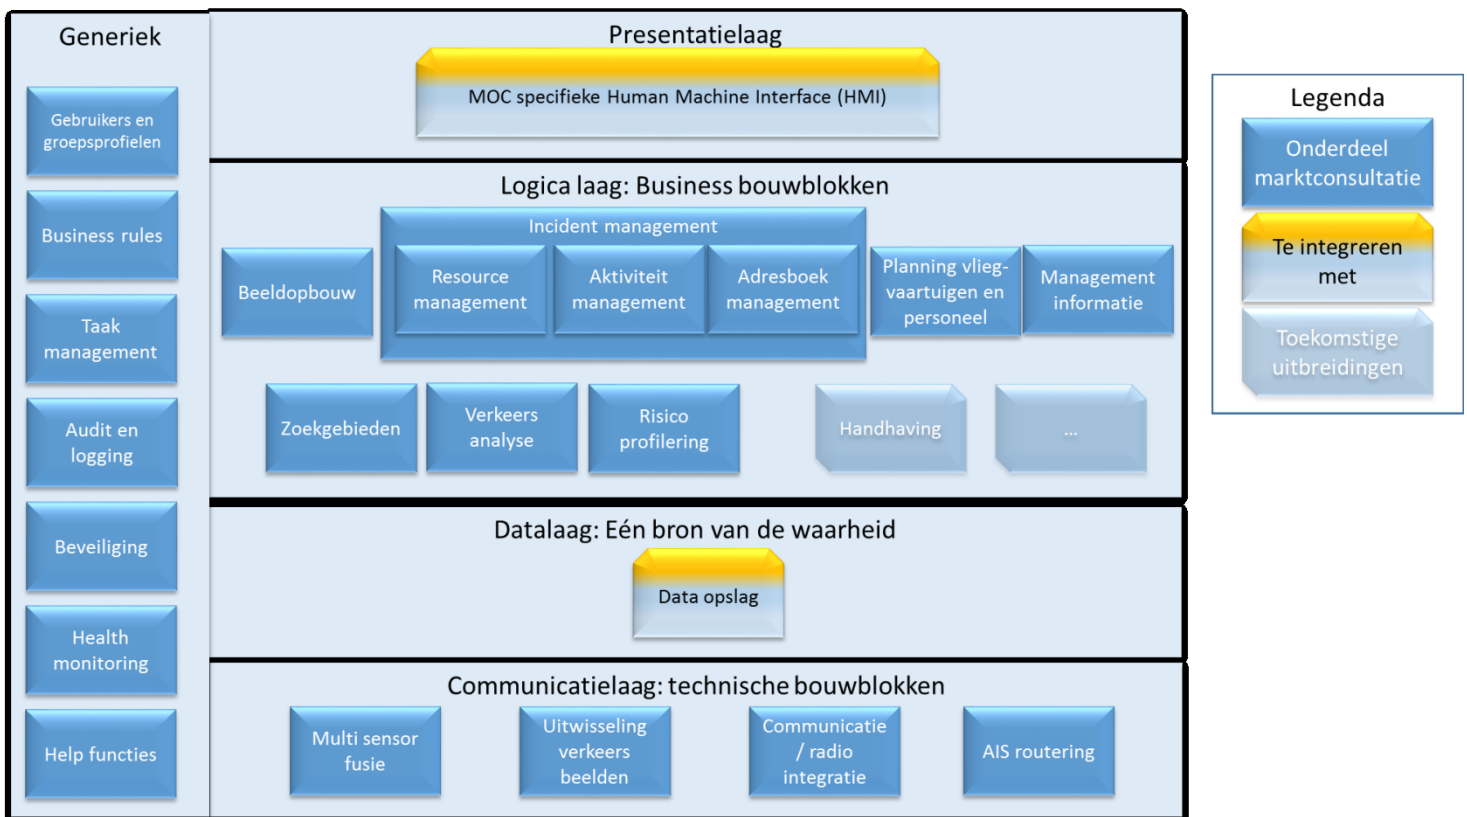 Generiek
Gebruikers en
groepsprofielen
Business rules
Taak
management
Audit en
logging
Beveiliging
Health
monitoring
Help functies
Presentatielaag
MOC specifieke Human Machine Interface (HMI)
Logica laag: Business bouwblokken
Beeldopbouw
Incident management
Resource
management
Aktiviteit
management
Adresboek
management
Planning vlieg-
vaartuigen en
personeel
Management
informatie
Zoekgebieden
Verkeers
analyse
Risico
profilering
Handhaving
...
Datalaag: Eén bron van de waarheid
Data opslag
Communicatielaag: technische bouwblokken
Multi sensor
fusie
Uitwisseling
verkeers
beelden
Communicatie
/ radio
integratie
AIS routering
Legenda
Onderdeel
marktconsultatie
Te integreren
met
Toekomstige
uitbreidingen